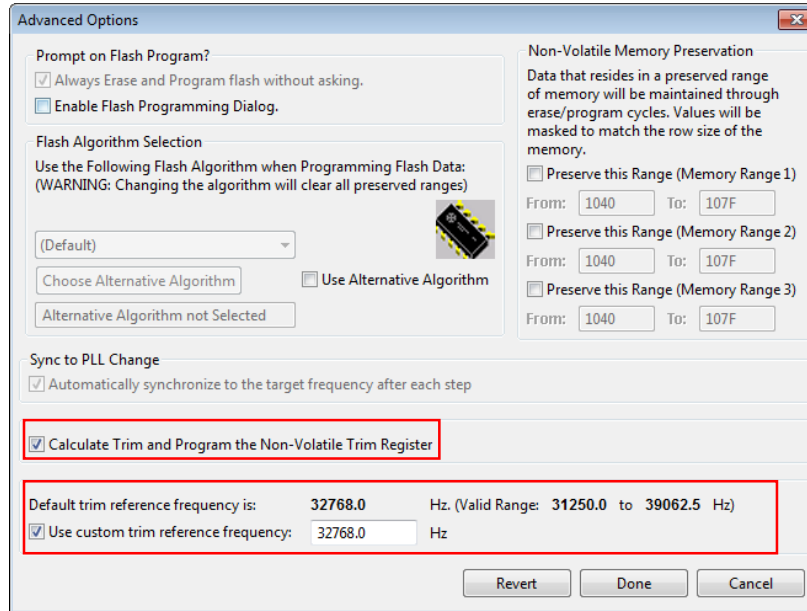 Advanced Options
Prompt on Flash Program?
Always Erase and Program flash without asking.
Enable Flash Programming Dialog.
Flash Algorithm Selection
Use the Following Flash Algorithm when Programming Flash Data:
(WARNING: Changing the algorithm will clear all preserved ranges)
(Default)
Choose Alternative Algorithm
Use Alternative Algorithm
Alternative Algorithm not Selected
Non-Volatile Memory Preservation
Data that resides in a preserved range
of memory will be maintained through
erase/program cycles. Values will be
masked to match the row size of the
memory.
Preserve this Range (Memory Range 1)
From: 1040 To: 107F
Preserve this Range (Memory Range 2)
From: 1040 To: 107F
Preserve this Range (Memory Range 3)
From: 1040 To: 107F
Sync to PLL Change
Automatically synchronize to the target frequency after each step
Calculate Trim and Program the Non-Volatile Trim Register
Default trim reference frequency is: 32768.0 Hz. (Valid Range: 31250.0 to 39062.5 Hz)
Use custom trim reference frequency: 32768.0 Hz
Revert Done Cancel